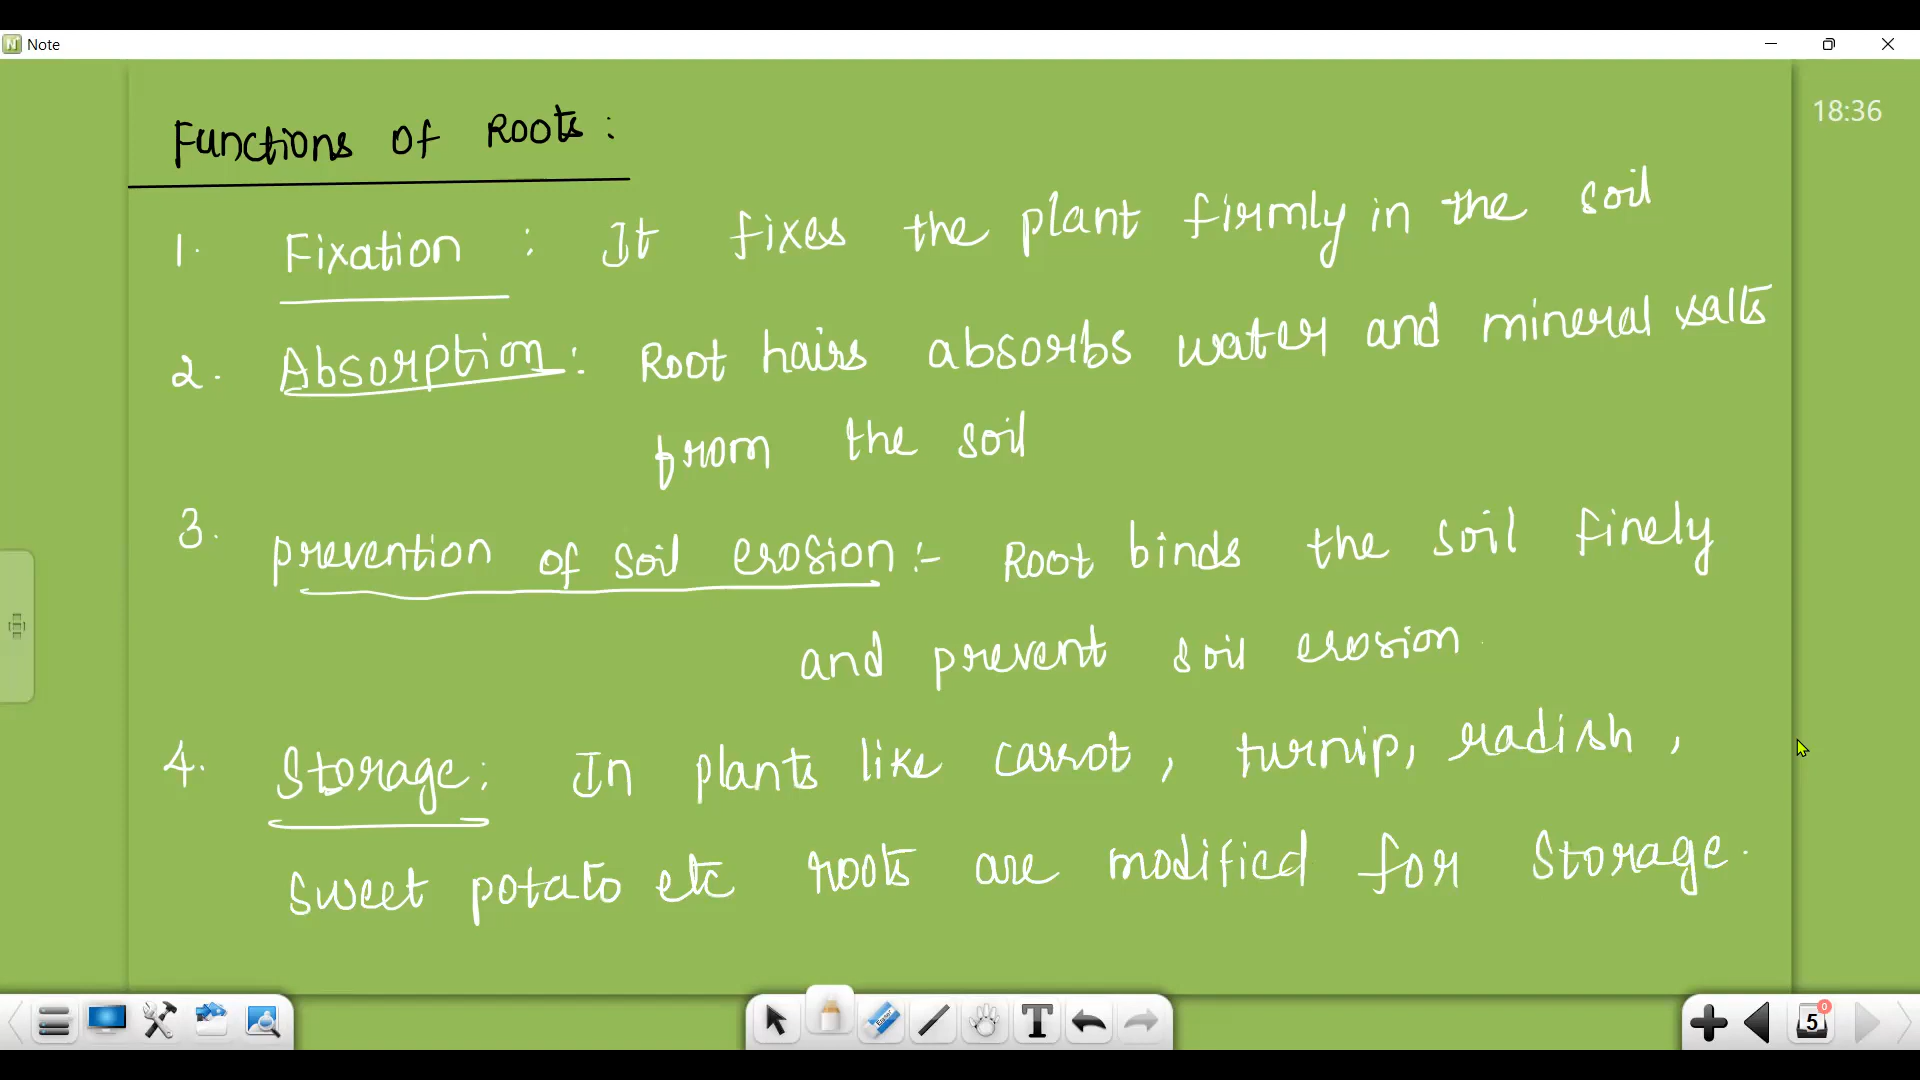 Note
18:36
Functions of Roots :
1. Fixation : It fixes the plant firmly in the soil
2. Absorption : Root hairs absorbs water and mineral salts
from the soil
3. prevention of soil erosion :- Root binds the soil finely
and prevent soil erosion.
4. Storage : In plants like carrot, turnip, radish,
sweet potato etc roots are modified for storage.
T
5
0